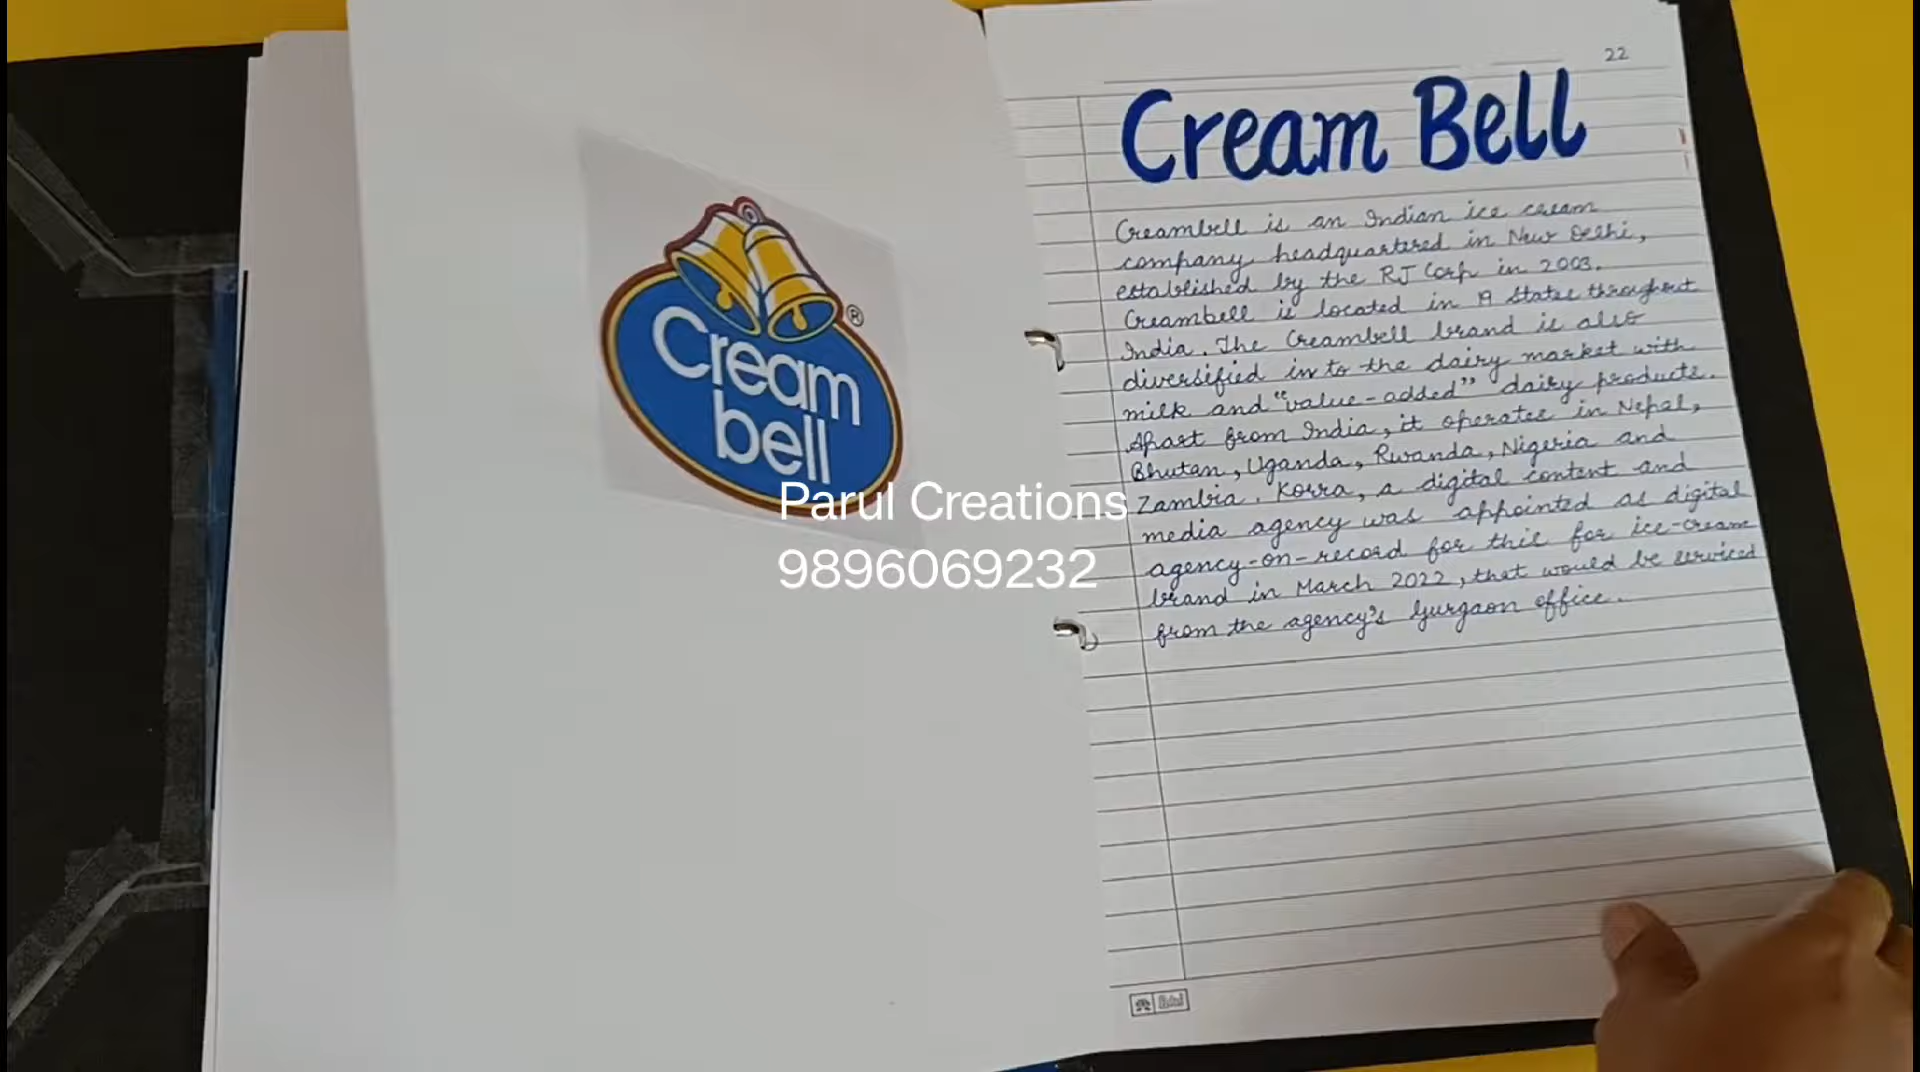 Cream
bell
®
22
Cream Bell
Creambell is an Indian ice cream
company headquartered in New Delhi,
established by the RJ Corp in 2003.
Creambell is located in 19 States throughout
India. The Creambell brand is also
diversified into the dairy market with
milk and "value-added" dairy products.
Apart from India, it operates in Nepal,
Bhutan, Uganda, Rwanda, Nigeria and
Zambia. Korra, a digital content and
media agency was appointed as digital
agency-on-record for this for ice-cream
brand in March 2022, that would be serviced
from the agency's Gurgaon office.
Parul Creations
9896069232